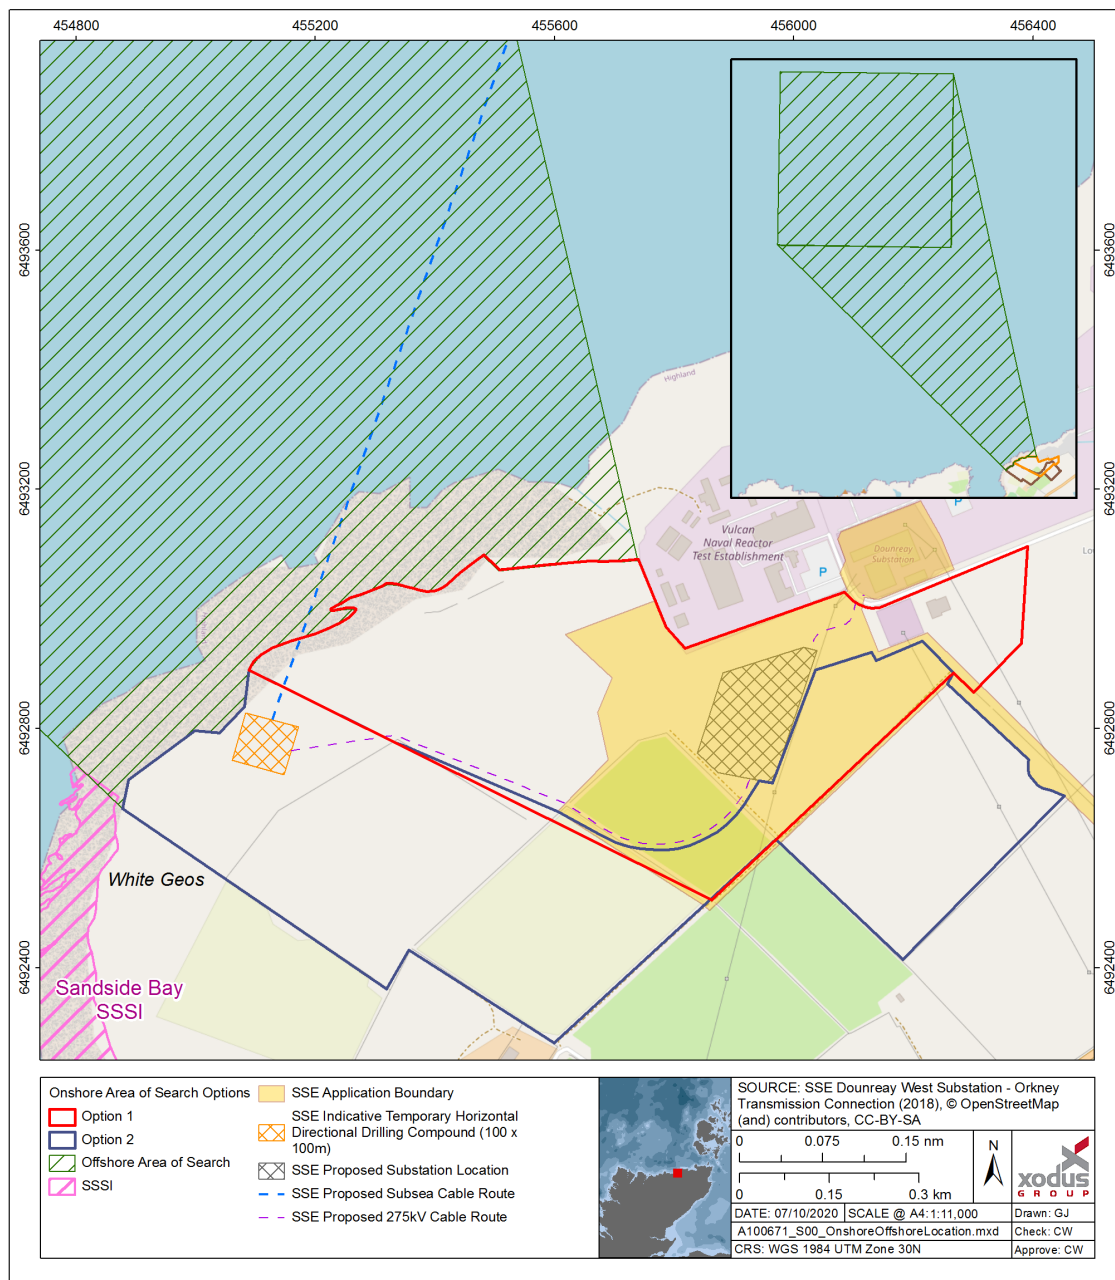 454800
455200
455600
456000
456400
6493600
6493600
Highland
6493200
6493200
Vulcan
Naval Reactor
Test Establishment
P
P
Dounreay
Substation
Lo
6492800
6492800
White Geos
6492400
6492400
Sandside Bay
SSSI
Onshore Area of Search Options
Option 1
Option 2
Offshore Area of Search
SSSI
SSE Application Boundary
SSE Indicative Temporary Horizontal
Directional Drilling Compound (100 x
100m)
SSE Proposed Substation Location
SSE Proposed Subsea Cable Route
SSE Proposed 275kV Cable Route
SOURCE: SSE Dounreay West Substation - Orkney
Transmission Connection (2018), © OpenStreetMap
(and) contributors, CC-BY-SA
0 0.075 0.15 nm
0 0.15 0.3 km
N
xodus
GROUP
DATE: 07/10/2020 SCALE @ A4:1:11,000
Drawn: GJ
A100671_S00_OnshoreOffshoreLocation.mxd
Check: CW
CRS: WGS 1984 UTM Zone 30N
Approve: CW